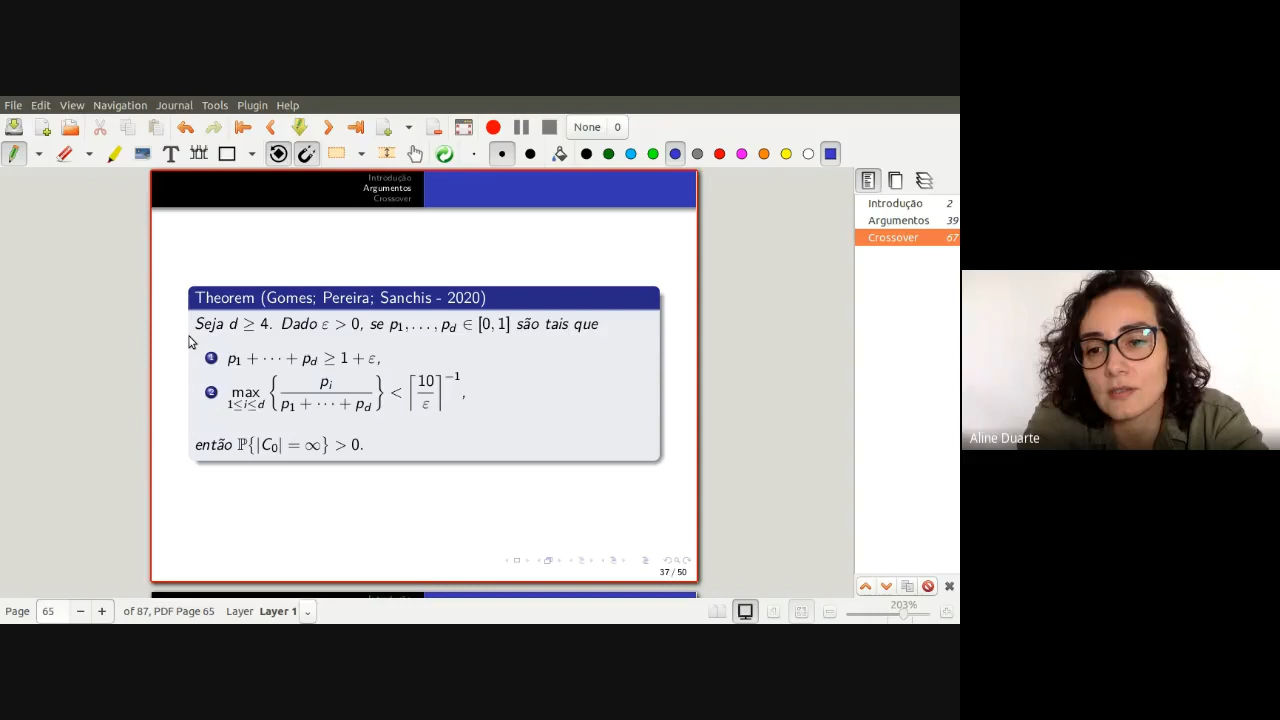 File Edit View Navigation Journal Tools Plugin Help
None 0
Introdução
Argumentos
Crossover
Introdução 2
Argumentos 39
Crossover 67
Theorem (Gomes; Pereira; Sanchis - 2020)
Seja d ≥ 4. Dado ε > 0, se p₁, …, p_d ∈ [0, 1] são tais que
1 p₁ + ⋯ + p_d ≥ 1 + ε,
2 max_{1≤i≤d} { p_i / (p₁ + ⋯ + p_d) } < ⌈10/ε⌉⁻¹,
então ℙ{|C₀| = ∞} > 0.
37 / 50
Aline Duarte
Page 65 − + of 87, PDF Page 65 Layer Layer 1
203%